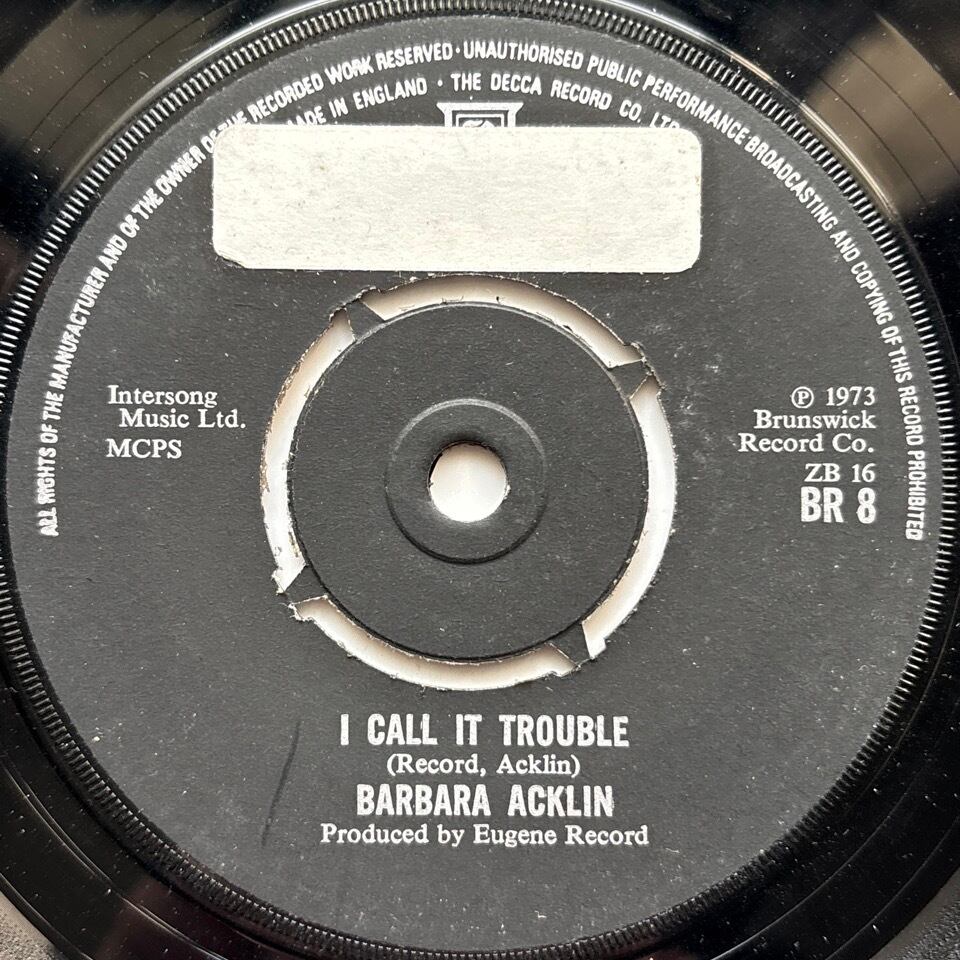 ALL RIGHTS OF THE MANUFACTURER AND OF THE OWNER OF THE RECORDED WORK RESERVED · UNAUTHORISED PUBLIC PERFORMANCE BROADCASTING AND COPYING OF THIS RECORD PROHIBITED
MADE IN ENGLAND · THE DECCA RECORD CO. LTD
Intersong
Music Ltd.
MCPS
℗ 1973
Brunswick
Record Co.
ZB 16
BR 8
I CALL IT TROUBLE
(Record, Acklin)
BARBARA ACKLIN
Produced by Eugene Record